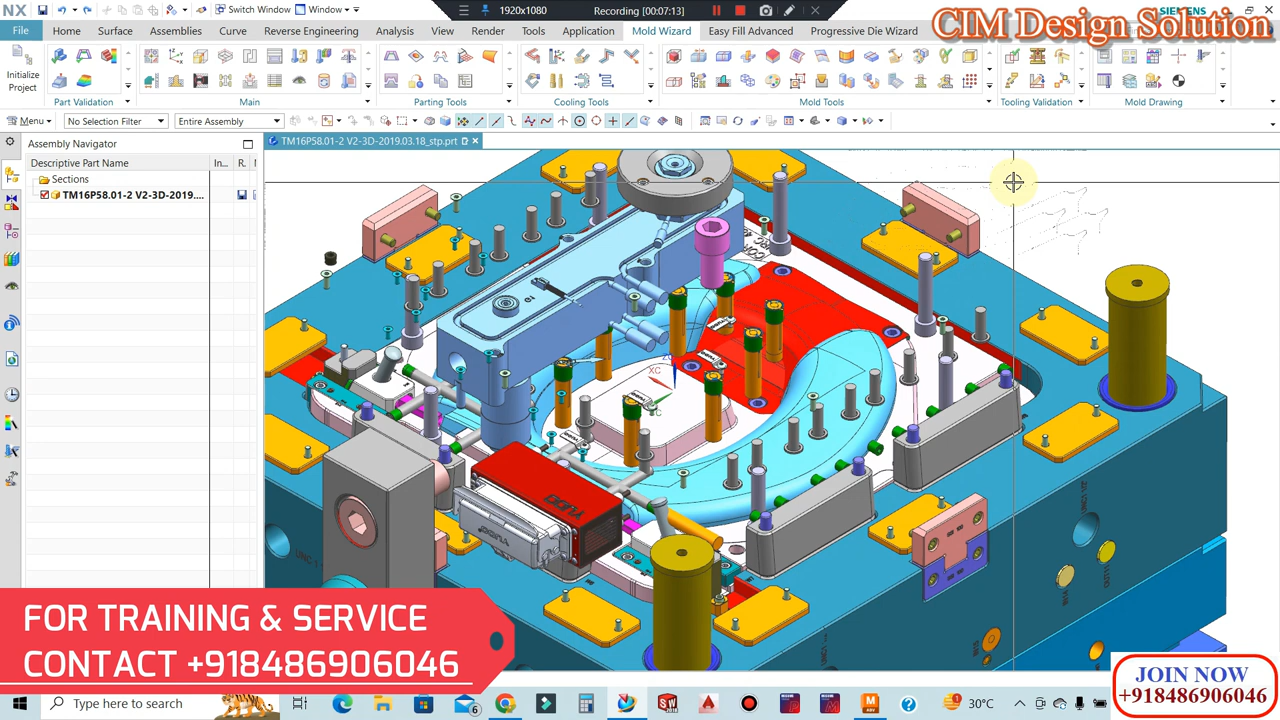 NX
Switch Window
Window
1920x1080
Recording [00:07:13]
SIEMENS
CIM Design Solution
File
Home
Surface
Assemblies
Curve
Reverse Engineering
Analysis
View
Render
Tools
Application
Mold Wizard
Easy Fill Advanced
Progressive Die Wizard
Initialize
Project
Part Validation
Main
Parting Tools
Cooling Tools
Mold Tools
Tooling Validation
Mold Drawing
Menu
No Selection Filter
Entire Assembly
Assembly Navigator
TM16P58.01-2 V2-3D-2019.03.18_stp.prt
Descriptive Part Name
In...
R.
Sections
TM16P58.01-2 V2-3D-2019....
XC
YUDO
FOR TRAINING & SERVICE
CONTACT +918486906046
JOIN NOW
+918486906046
Type here to search
30°C